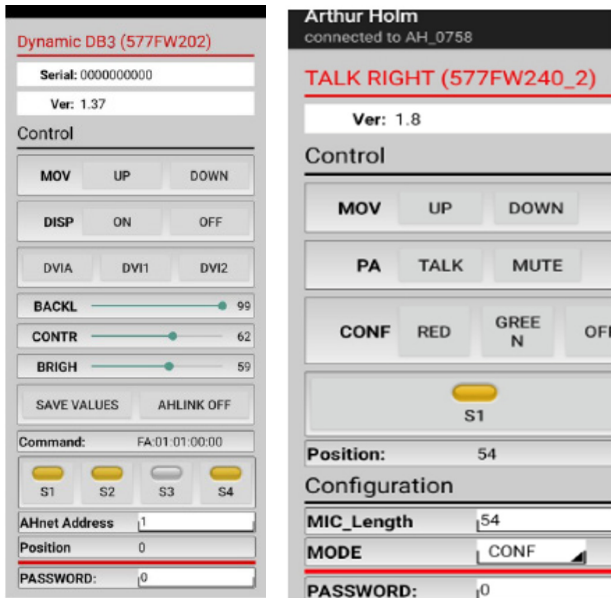 Dynamic DB3 (577FW202)
Serial: 0000000000
Ver: 1.37
Control
MOV UP DOWN
DISP ON OFF
DVIA DVI1 DVI2
BACKL 99
CONTR 62
BRIGH 59
SAVE VALUES AHLINK OFF
Command: FA:01:01:00:00
S1 S2 S3 S4
AHnet Address 1
Position 0
PASSWORD: 0
Arthur Holm
connected to AH_0758
TALK RIGHT (577FW240_2)
Ver: 1.8
Control
MOV UP DOWN
PA TALK MUTE
CONF RED GREE
N
S1
Position: 54
Configuration
MIC_Length 54
MODE CONF
PASSWORD: 0